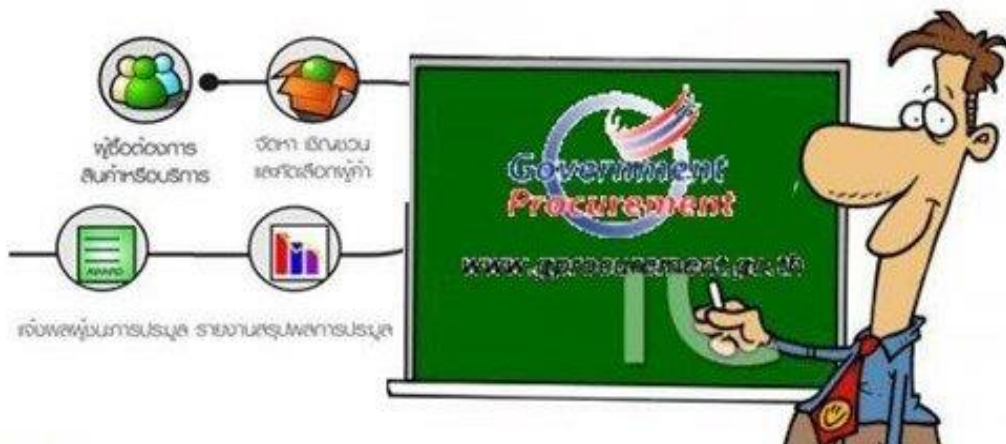 ผู้ซื้อต้องการ
สินค้าหรือบริการ
จัดหา เชิญชวน
และคัดเลือกผู้ค้า
AWARD
แจ้งผลผู้ชนะการประมูล รายงานสรุปผลการประมูล
Government
Procurement
www.gprocurement.go.th